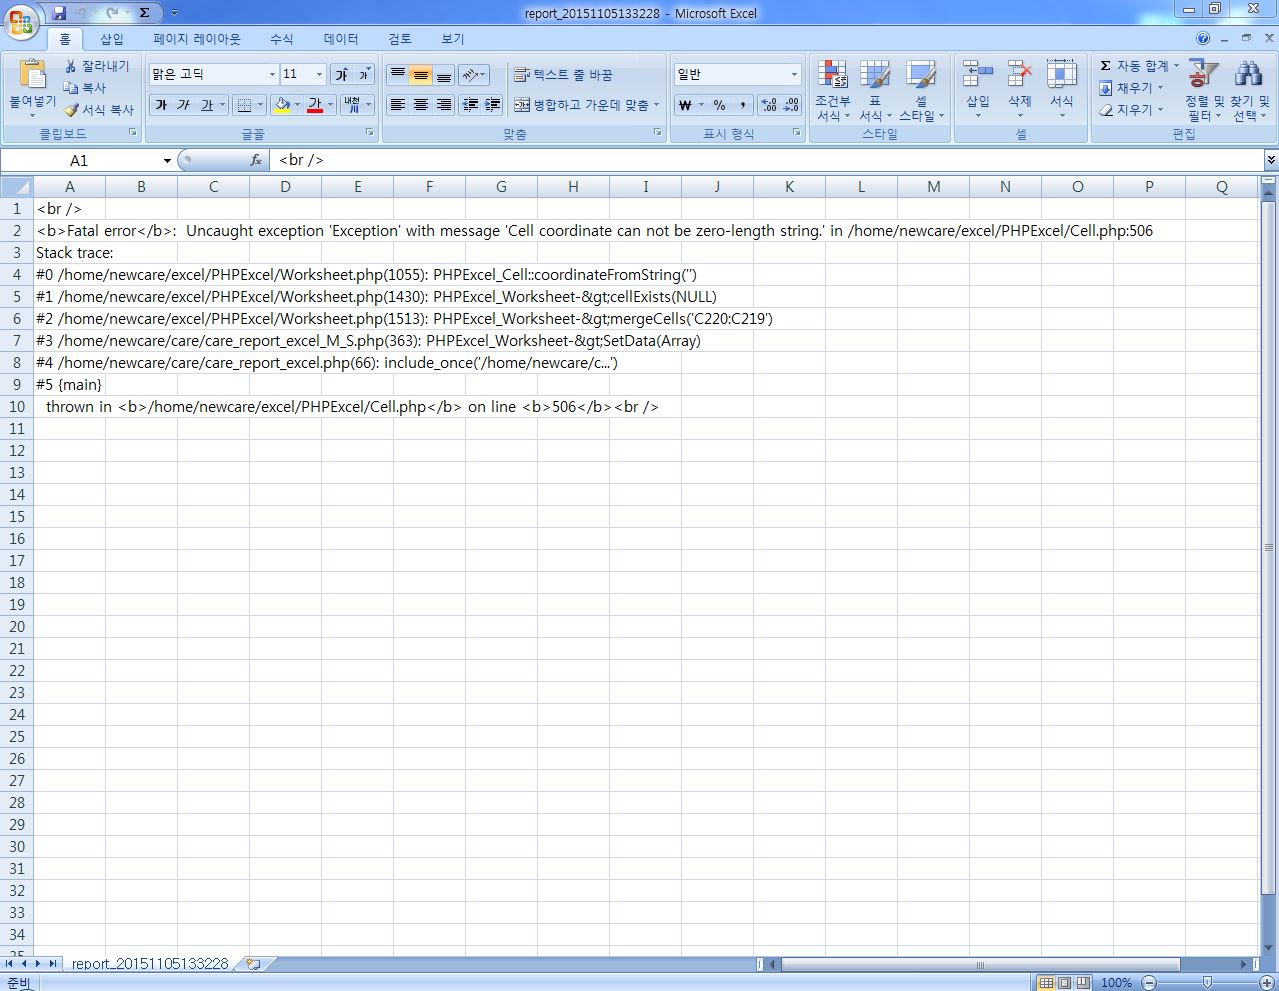 report_20151105133228 - Microsoft Excel
홈 삽입 페이지 레이아웃 수식 데이터 검토 보기
붙여넣기 잘라내기 복사 서식 복사 클립보드
맑은 고딕 11 가 가 가 가 가 가 내천 글꼴
텍스트 줄 바꿈 병합하고 가운데 맞춤 맞춤
일반 ₩ % , 표시 형식
조건부 서식 표 서식 셀 스타일 스타일
삽입 삭제 서식 셀
Σ 자동 합계 채우기 지우기 정렬 및 필터 찾기 및 선택 편집
A1 fx <br />
A B C D E F G H I J K L M N O P Q
1 <br />
2 <b>Fatal error</b>:  Uncaught exception 'Exception' with message 'Cell coordinate can not be zero-length string.' in /home/newcare/excel/PHPExcel/Cell.php:506
3 Stack trace:
4 #0 /home/newcare/excel/PHPExcel/Worksheet.php(1055): PHPExcel_Cell::coordinateFromString('')
5 #1 /home/newcare/excel/PHPExcel/Worksheet.php(1430): PHPExcel_Worksheet-&gt;cellExists(NULL)
6 #2 /home/newcare/excel/PHPExcel/Worksheet.php(1513): PHPExcel_Worksheet-&gt;mergeCells('C220:C219')
7 #3 /home/newcare/care/care_report_excel_M_S.php(363): PHPExcel_Worksheet-&gt;SetData(Array)
8 #4 /home/newcare/care/care_report_excel.php(66): include_once('/home/newcare/c...')
9 #5 {main}
10 thrown in <b>/home/newcare/excel/PHPExcel/Cell.php</b> on line <b>506</b><br />
11
12
13
14
15
16
17
18
19
20
21
22
23
24
25
26
27
28
29
30
31
32
33
34
35
report_20151105133228
준비 100%